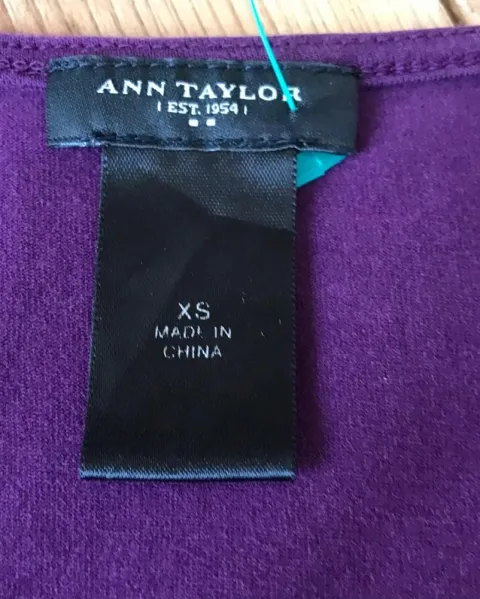 ANN TAYLOR
EST. 1954
XS
MADE IN
CHINA